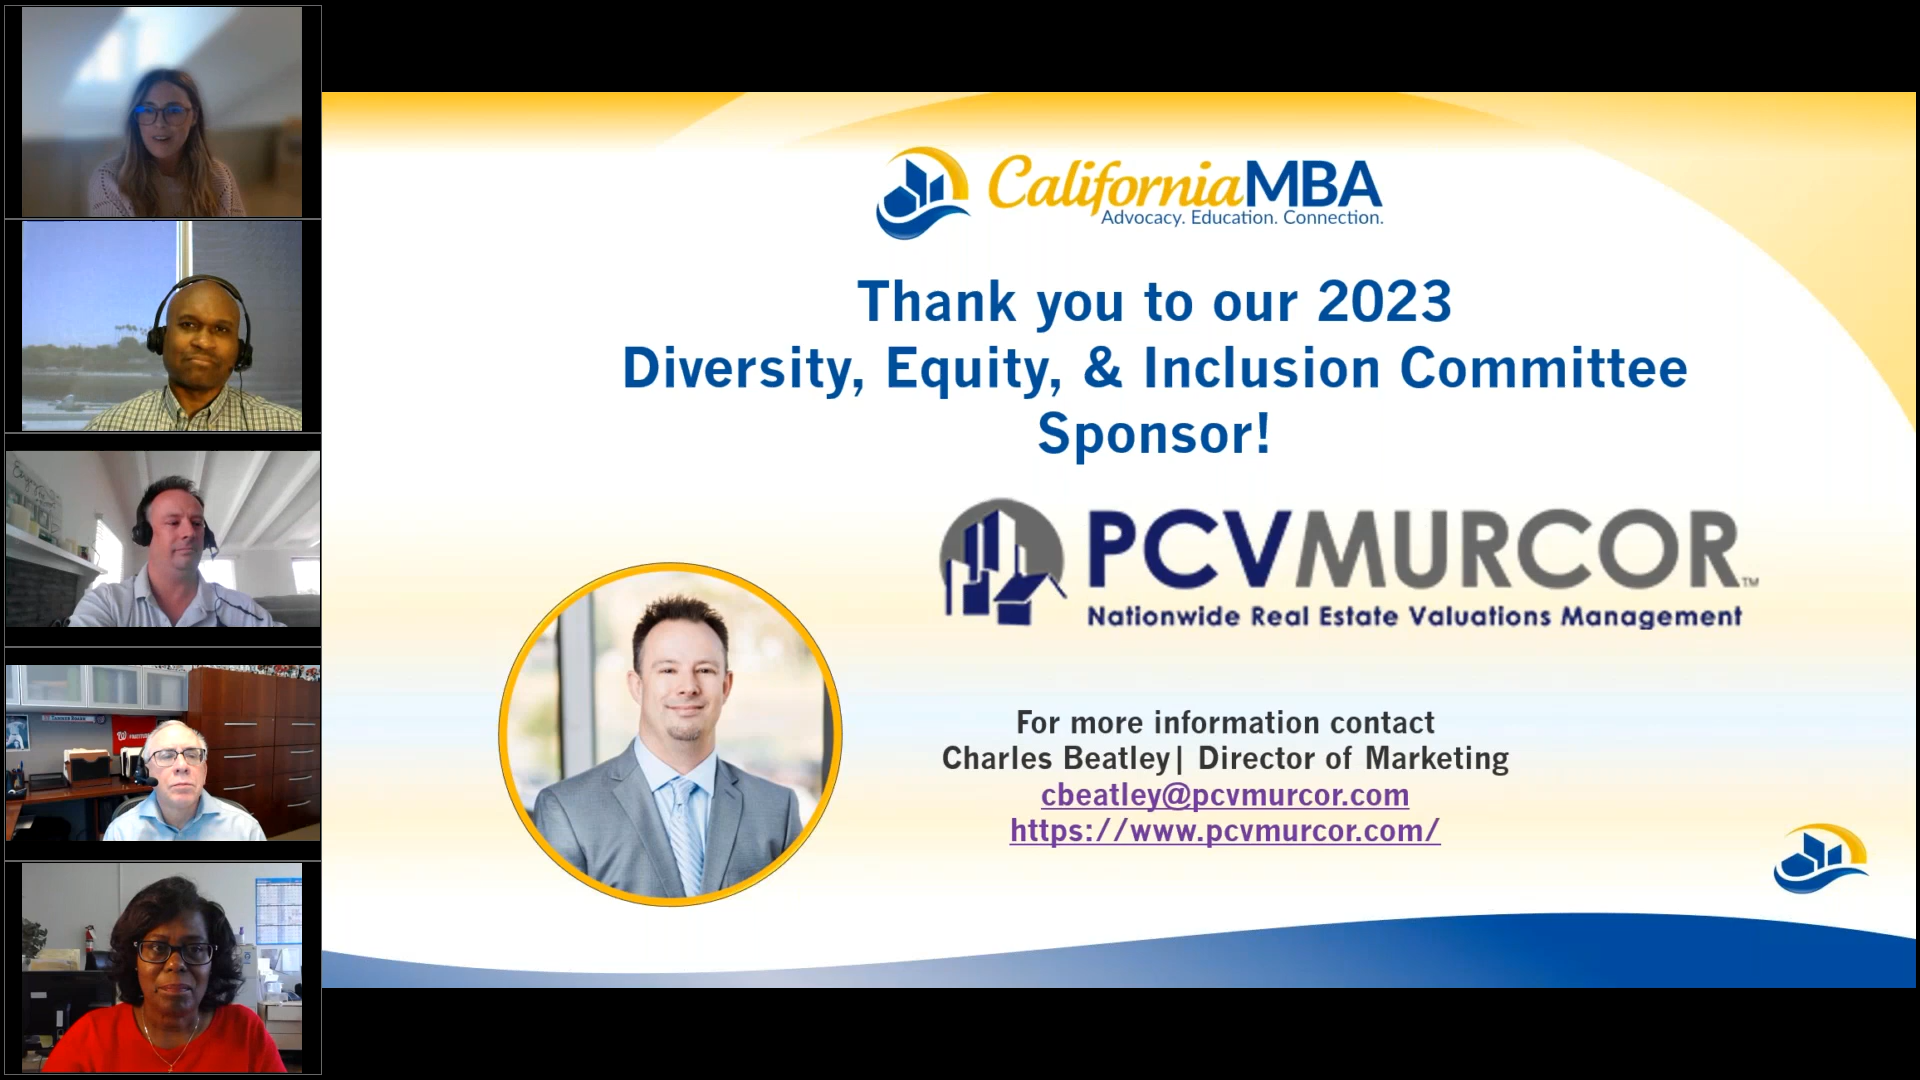 CaliforniaMBA
Advocacy. Education. Connection.
Thank you to our 2023
Diversity, Equity, & Inclusion Committee
Sponsor!
PCVMURCOR™
Nationwide Real Estate Valuations Management
For more information contact
Charles Beatley| Director of Marketing
cbeatley@pcvmurcor.com
https://www.pcvmurcor.com/